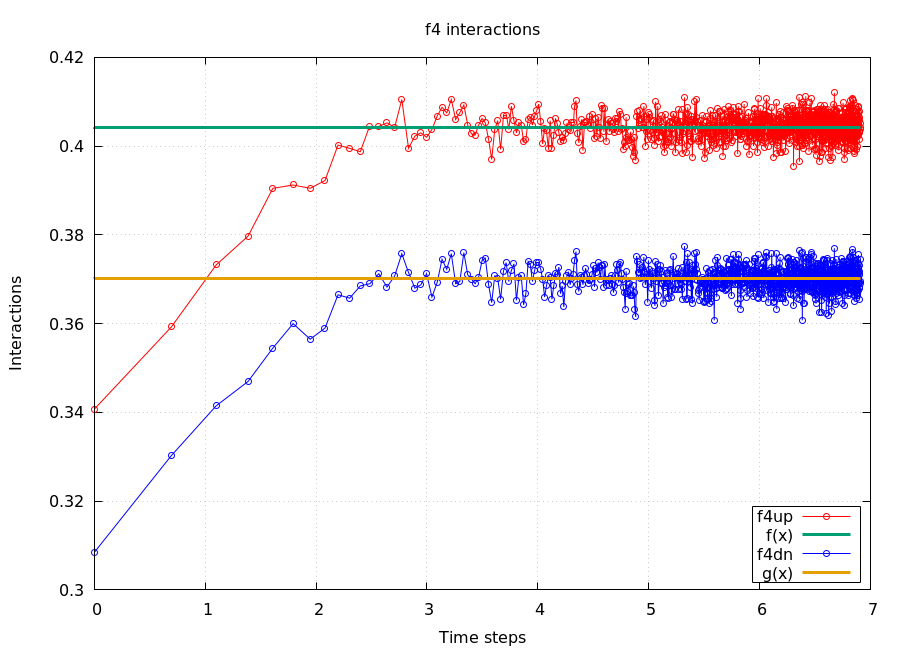 f4 interactions
0.42
0.4
0.38
0.36
0.34
0.32
0.3
Interactions
0 1 2 3 4 5 6 7
Time steps
f4up
f(x)
f4dn
g(x)